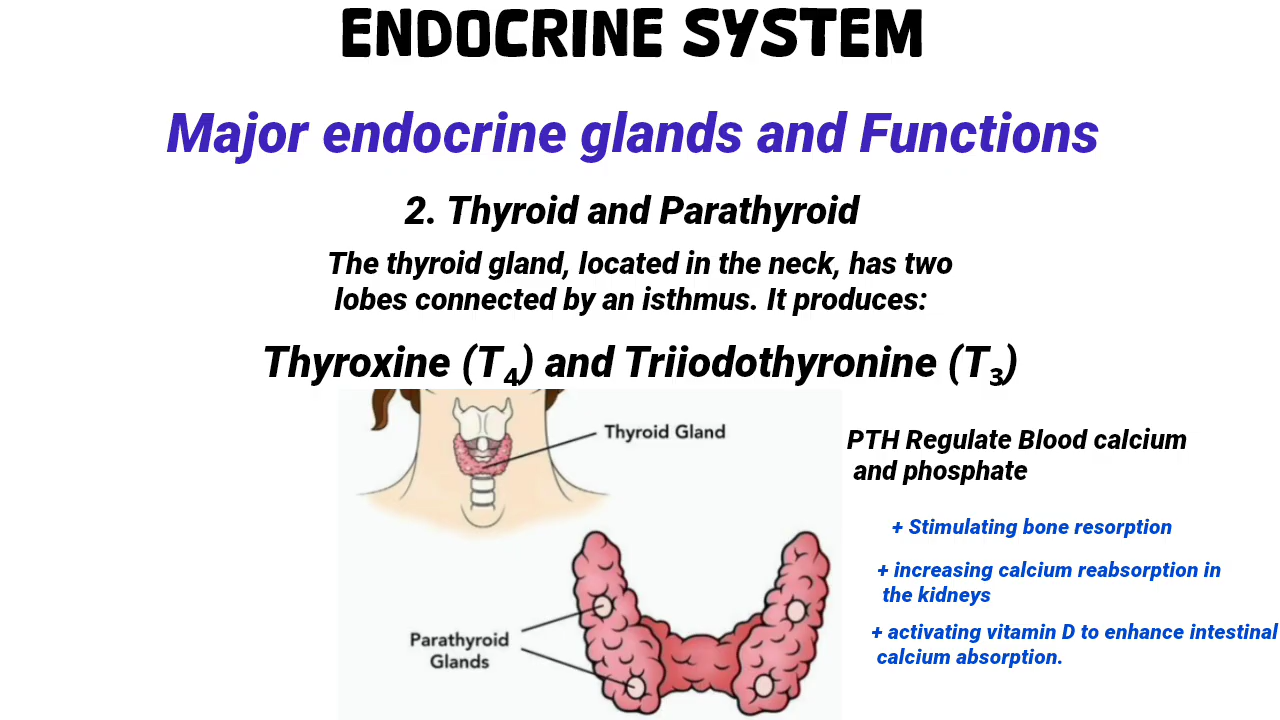 ENDOCRINE SYSTEM
Major endocrine glands and Functions
2. Thyroid and Parathyroid
The thyroid gland, located in the neck, has two
lobes connected by an isthmus. It produces:
Thyroxine (T₄) and Triiodothyronine (T₃)
Thyroid Gland
PTH Regulate Blood calcium
and phosphate
+ Stimulating bone resorption
+ increasing calcium reabsorption in
the kidneys
+ activating vitamin D to enhance intestinal
calcium absorption.
Parathyroid
Glands